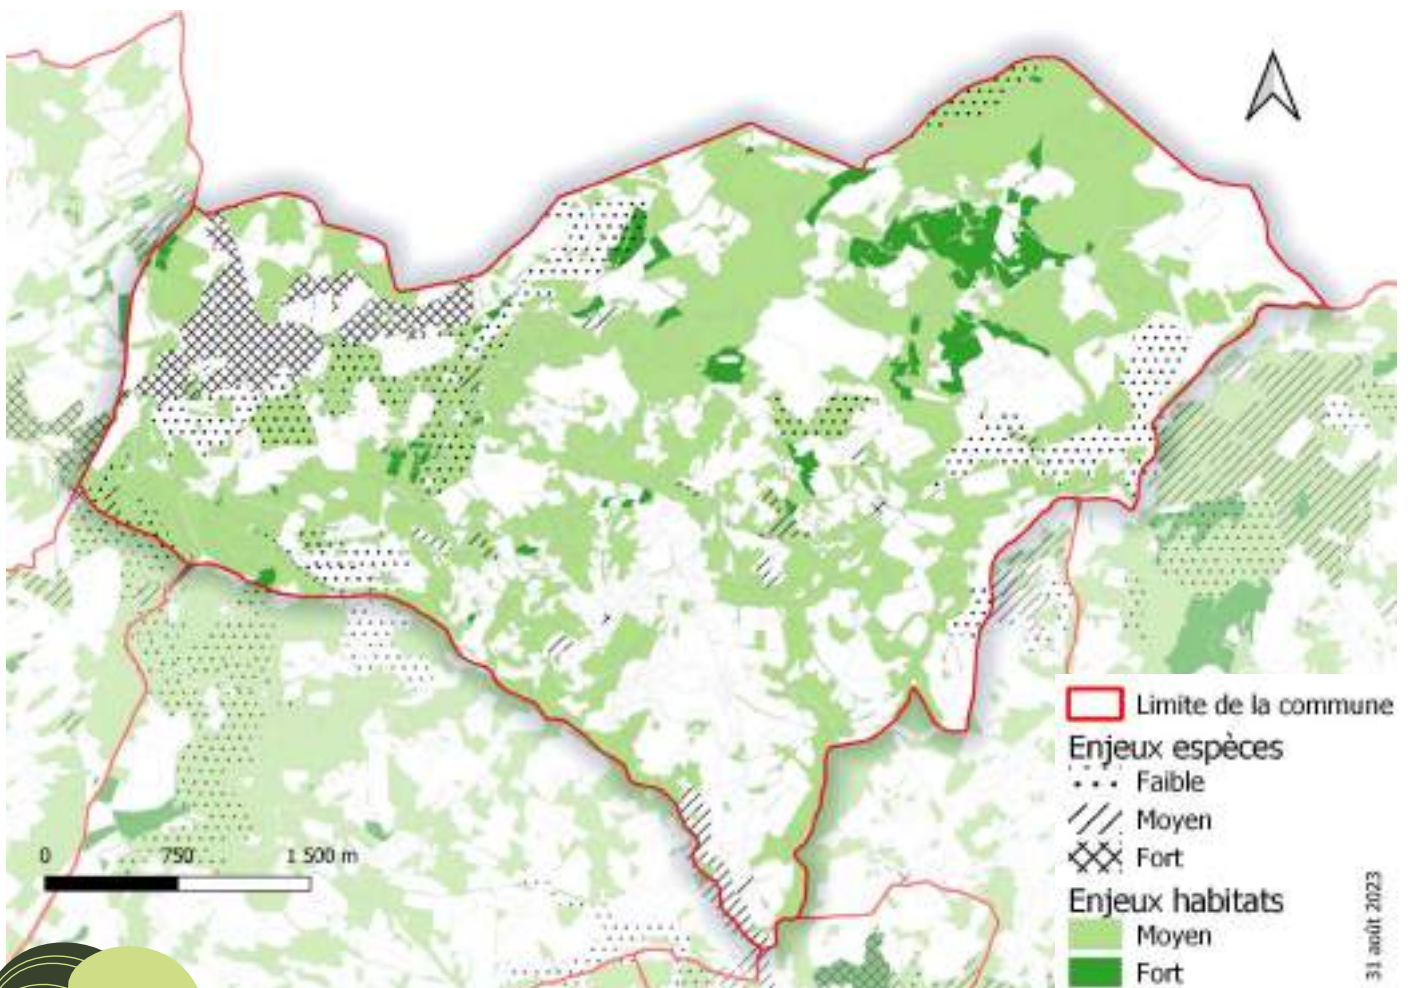 Limite de la commune
Enjeux espèces
Faible
Moyen
Fort
Enjeux habitats
Moyen
Fort
0 750 1 500 m
31 août 2023